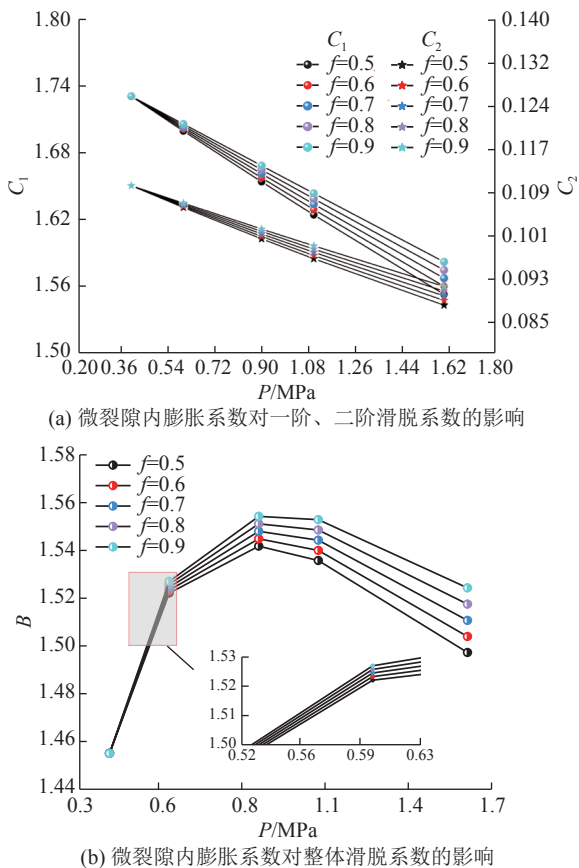 C₁ C₂
f=0.5 f=0.5
f=0.6 f=0.6
f=0.7 f=0.7
f=0.8 f=0.8
f=0.9 f=0.9
1.80
1.74
1.68
1.62
1.56
1.50
C₁
0.140
0.132
0.124
0.117
0.109
0.101
0.093
0.085
C₂
0.20 0.36 0.54 0.72 0.90 1.08 1.26 1.44 1.62 1.80
P/MPa
(a) 微裂隙内膨胀系数对一阶、二阶滑脱系数的影响
f=0.5
f=0.6
f=0.7
f=0.8
f=0.9
1.58
1.56
1.54
1.52
1.50
1.46
1.44
B
1.53
1.52
1.51
1.50
0.52 0.56 0.59 0.63
0.3 0.6 0.8 1.1 1.4 1.7
P/MPa
(b) 微裂隙内膨胀系数对整体滑脱系数的影响